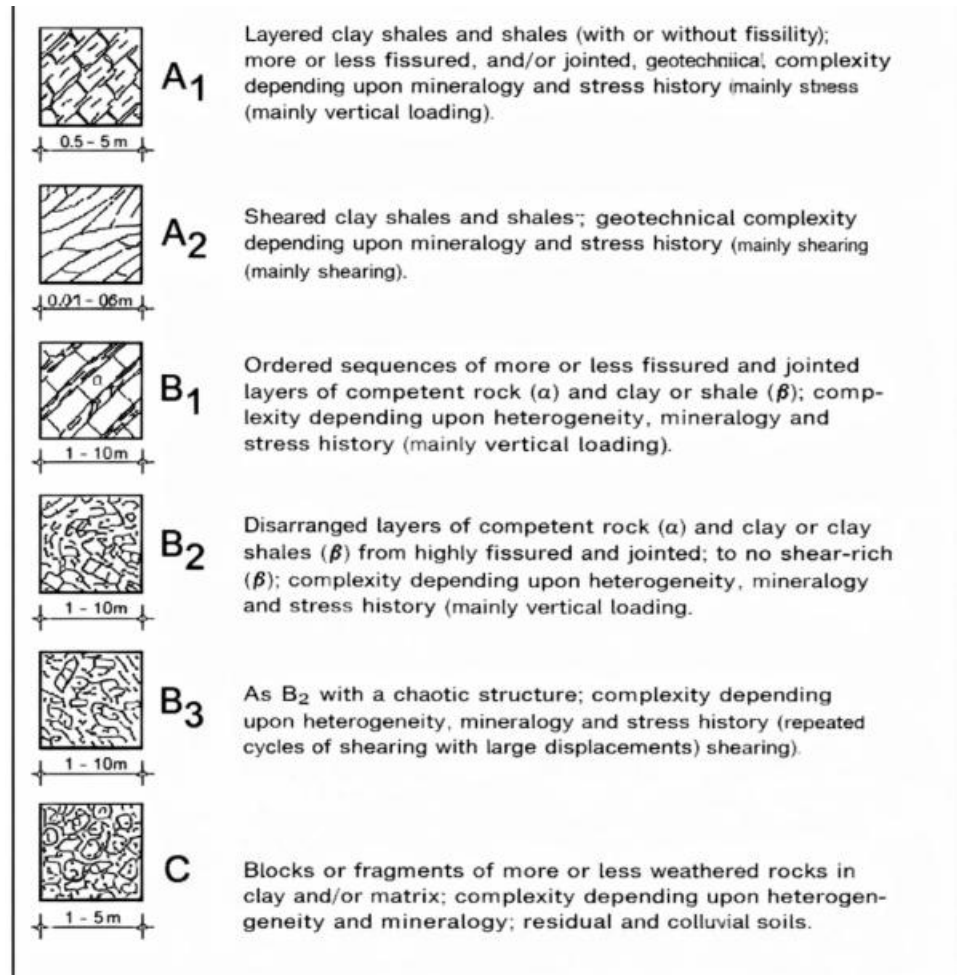 Layered clay shales and shales (with or without fissility);
A1 more or less fissured, and/or jointed, geotechniical, complexity
depending upon mineralogy and stress history (mainly stness
(mainly vertical loading).
0.5 - 5 m
Sheared clay shales and shales-; geotechnical complexity
A2 depending upon mineralogy and stress history (mainly shearing
(mainly shearing).
0.01 - 06m
Ordered sequences of more or less fissured and jointed
B1 layers of competent rock (α) and clay or shale (β); comp-
α
lexity depending upon heterogeneity, mineralogy and
stress history (mainly vertical loading).
1 - 10m
Disarranged layers of competent rock (α) and clay or clay
B2 shales (β) from highly fissured and jointed; to no shear-rich
(β); complexity depending upon heterogeneity, mineralogy
and stress history (mainly vertical loading.
1 - 10m
B3 As B2 with a chaotic structure; complexity depending
upon heterogeneity, mineralogy and stress history (repeated
cycles of shearing with large displacements) shearing).
1 - 10m
C Blocks or fragments of more or less weathered rocks in
clay and/or matrix; complexity depending upon heterogen-
geneity and mineralogy; residual and colluvial soils.
1 - 5 m